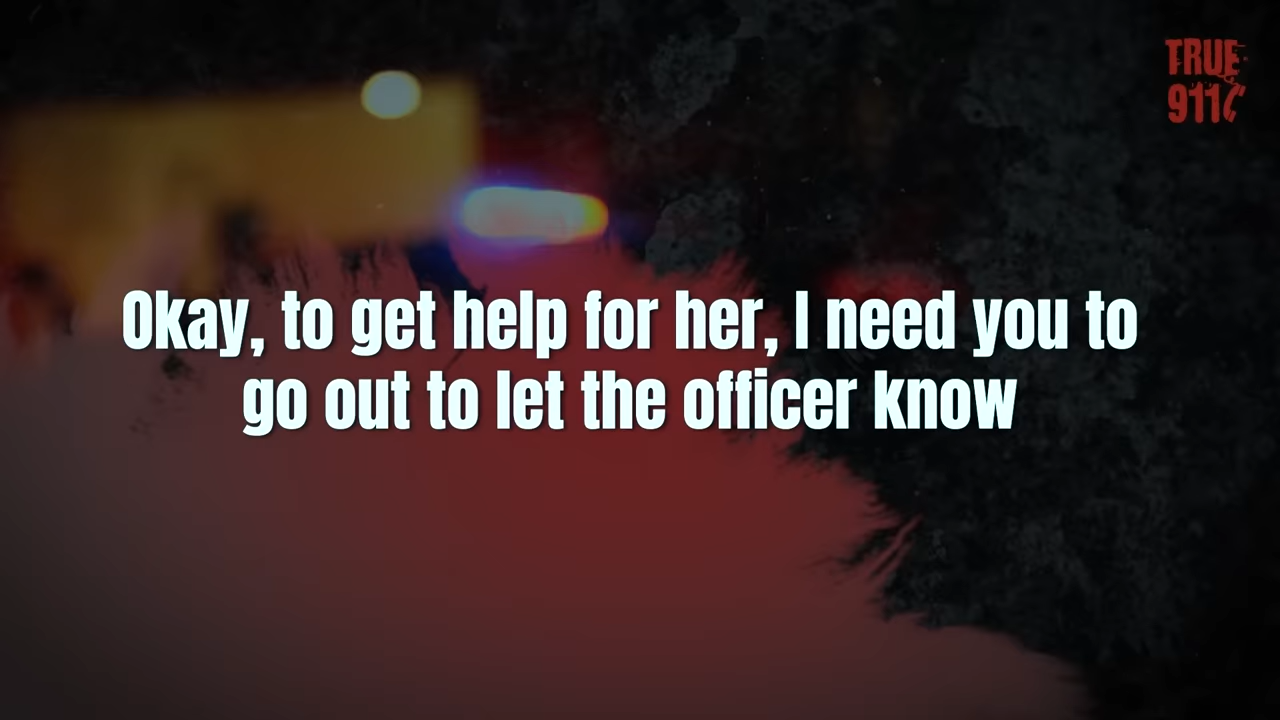 TRUE
911
Okay, to get help for her, I need you to
go out to let the officer know